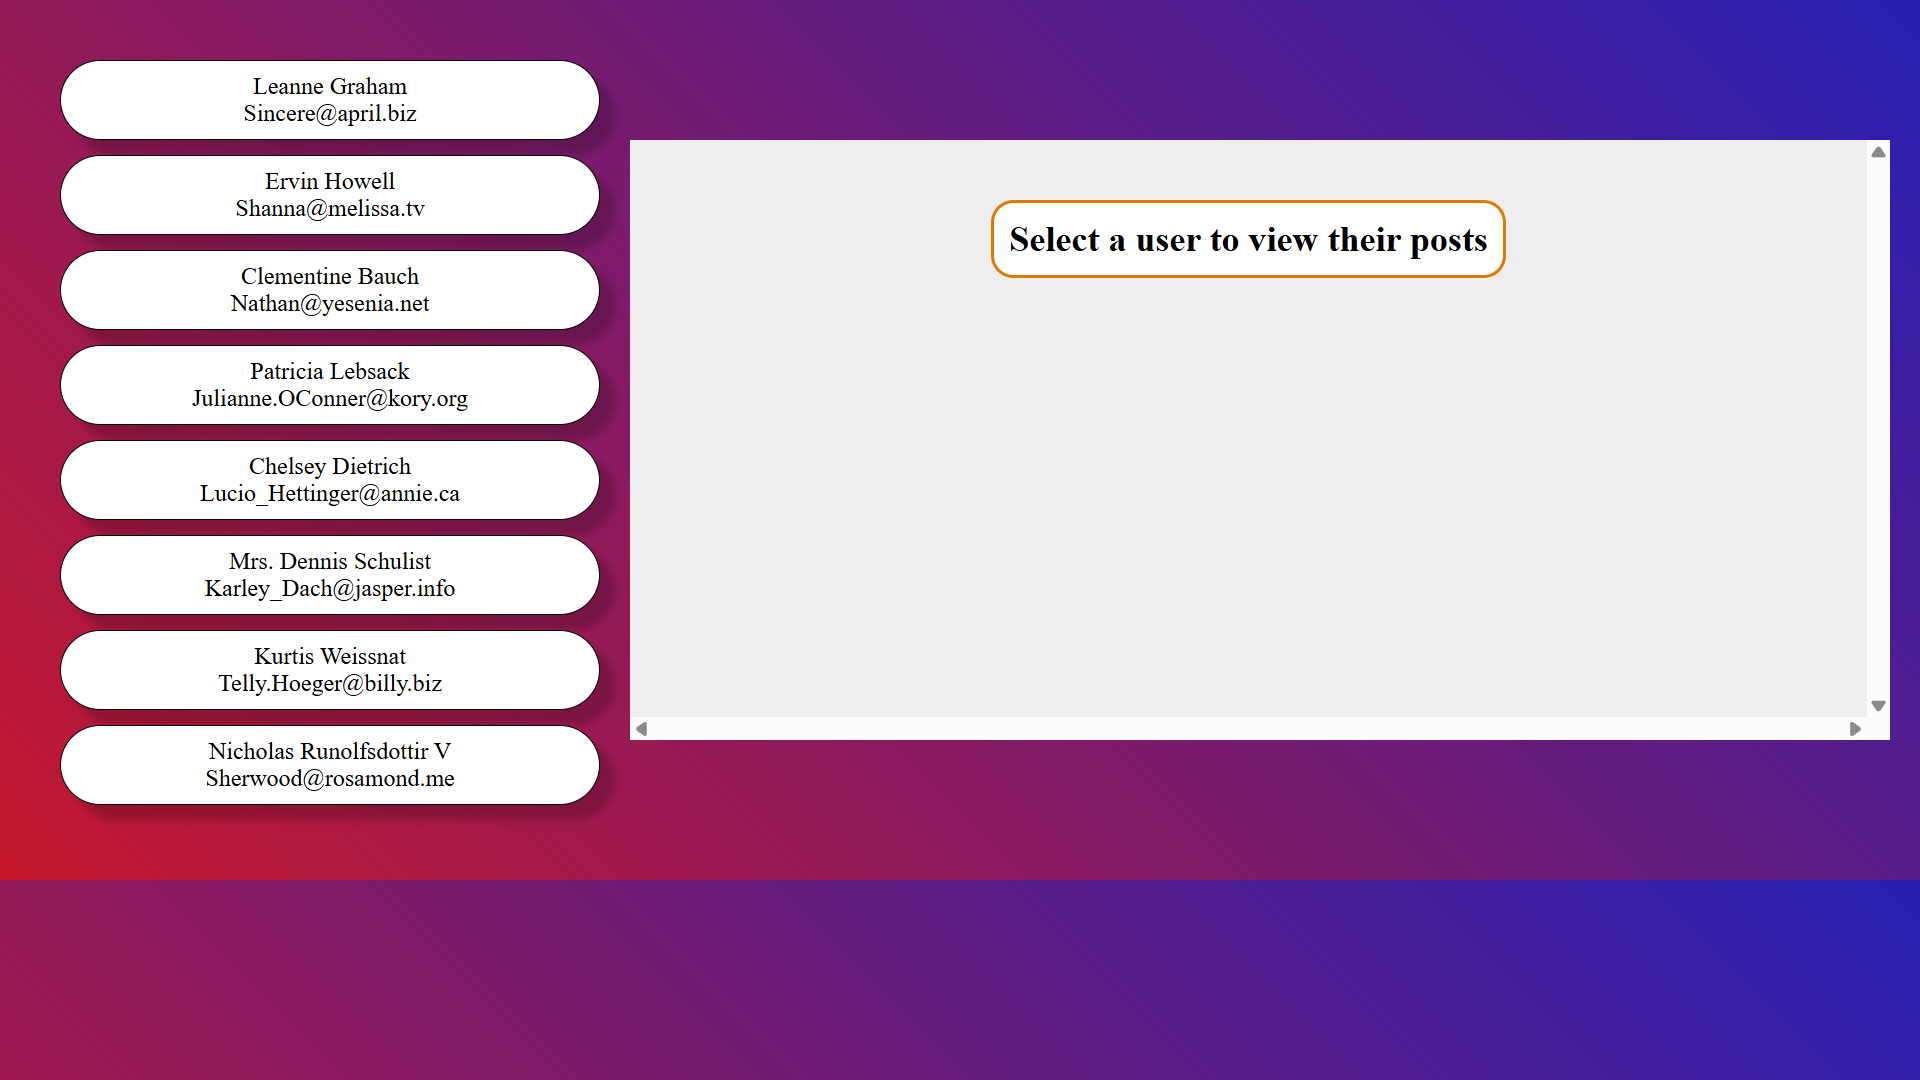 Leanne Graham
Sincere@april.biz
Ervin Howell
Shanna@melissa.tv
Clementine Bauch
Nathan@yesenia.net
Patricia Lebsack
Julianne.OConner@kory.org
Chelsey Dietrich
Lucio_Hettinger@annie.ca
Mrs. Dennis Schulist
Karley_Dach@jasper.info
Kurtis Weissnat
Telly.Hoeger@billy.biz
Nicholas Runolfsdottir V
Sherwood@rosamond.me
Select a user to view their posts